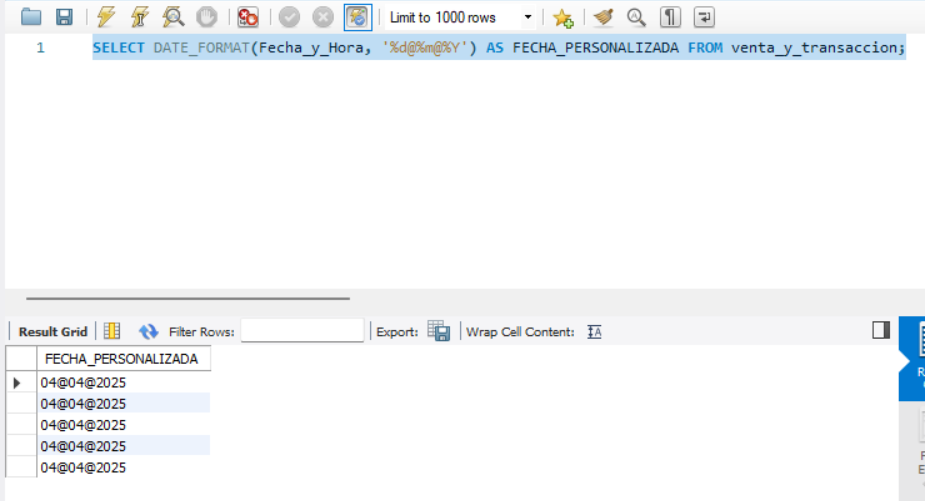 Limit to 1000 rows
1 SELECT DATE_FORMAT(Fecha_y_Hora, '%d@%m@%Y') AS FECHA_PERSONALIZADA FROM venta_y_transaccion;
Result Grid Filter Rows: Export: Wrap Cell Content: IA
FECHA_PERSONALIZADA
04@04@2025
04@04@2025
04@04@2025
04@04@2025
04@04@2025